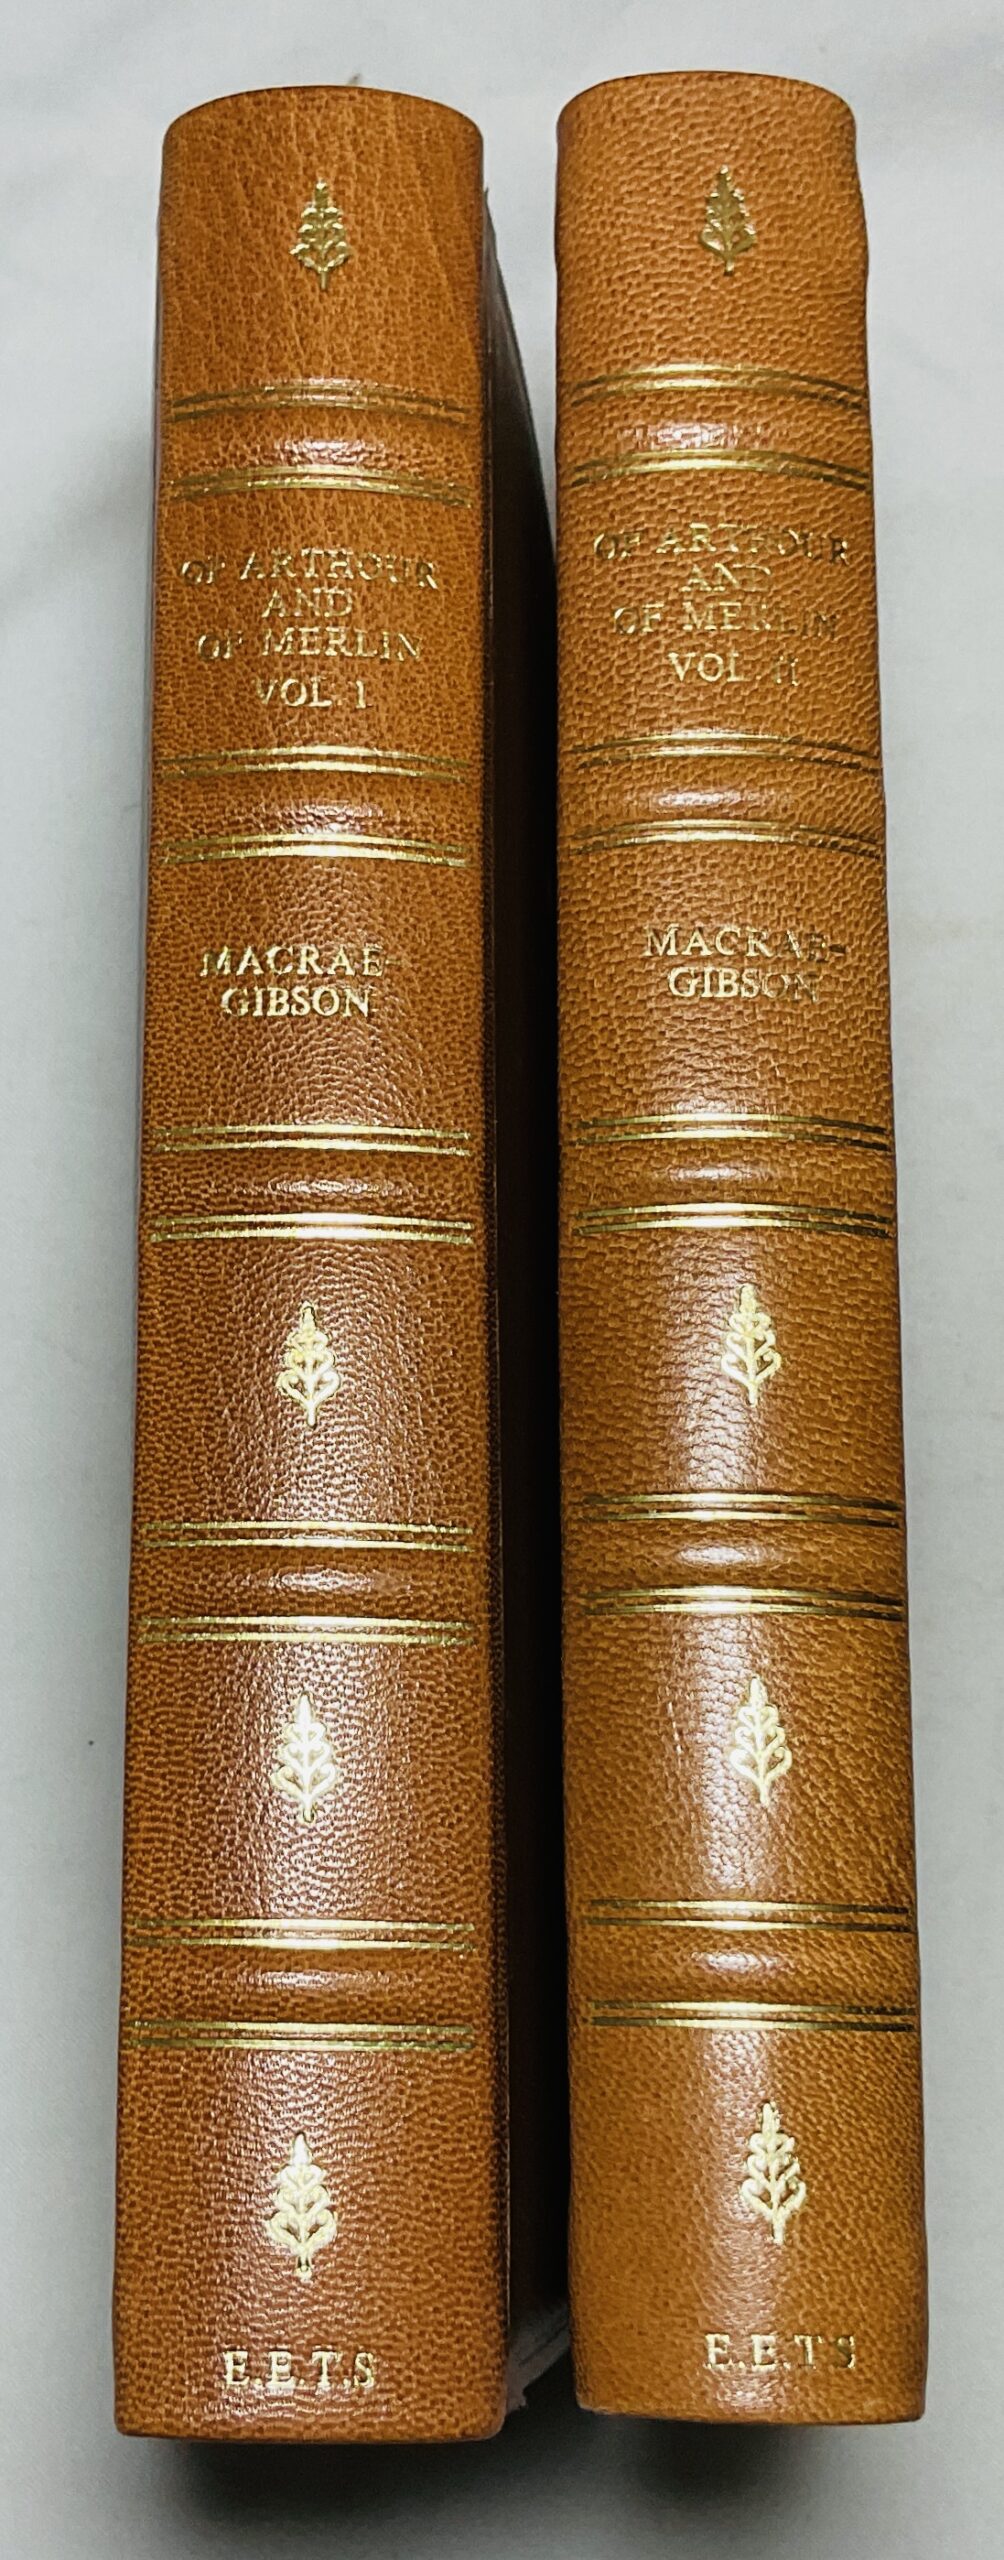 OF ARTHOUR
AND
OF MERLIN
VOL. I
MACRAE-
GIBSON
E.E.T.S
OF ARTHOUR
AND
OF MERLIN
VOL. II
MACRAE-
GIBSON
E.E.T.S